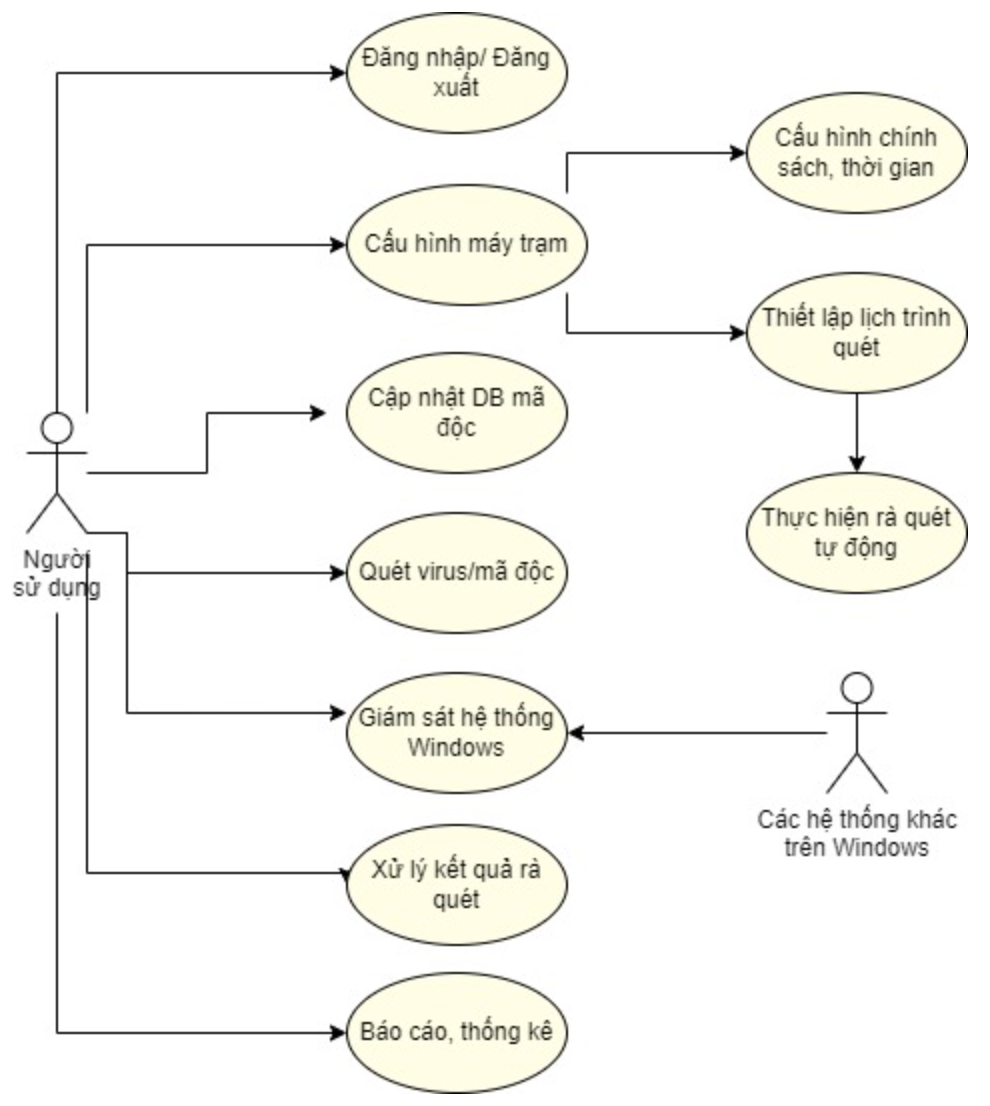 Đăng nhập/ Đăng
xuất
Cấu hình chính
sách, thời gian
Cấu hình máy trạm
Thiết lập lịch trình
quét
Cập nhật DB mã
độc
Thực hiện rà quét
tự động
Người
sử dụng
Quét virus/mã độc
Giám sát hệ thống
Windows
Các hệ thống khác
trên Windows
Xử lý kết quả rà
quét
Báo cáo, thống kê